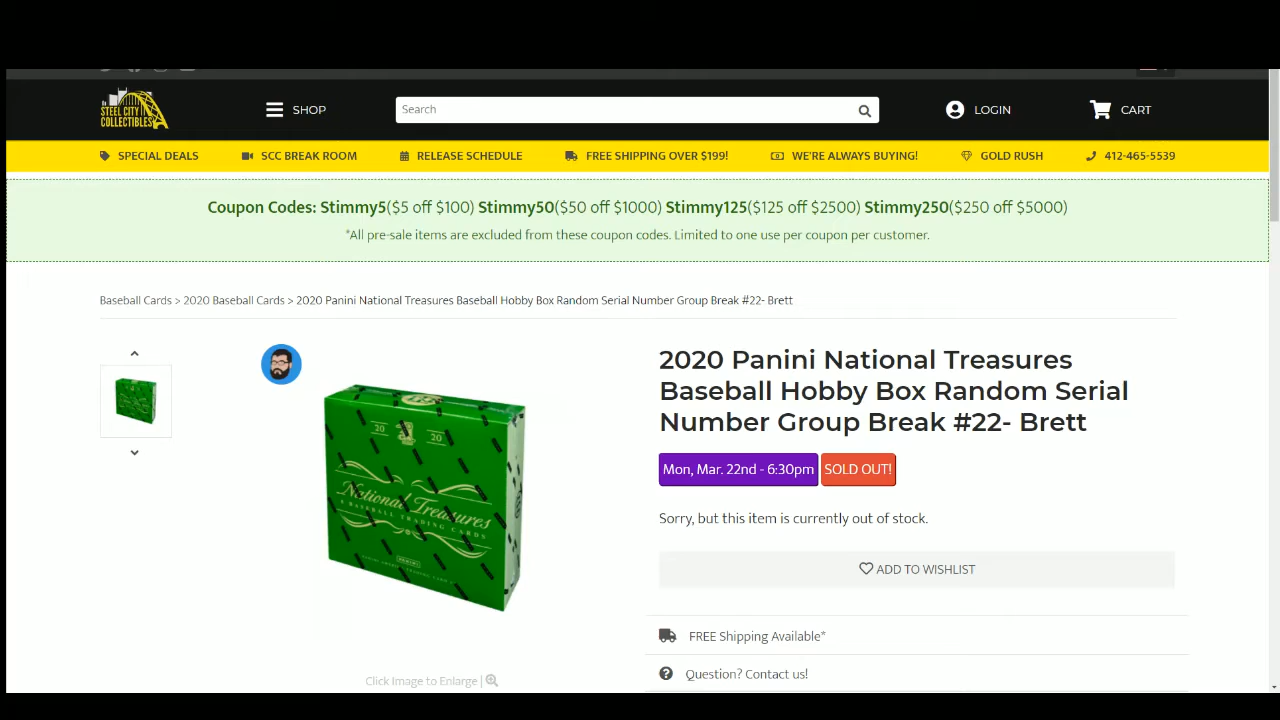 STEEL CITY
COLLECTIBLES
SHOP
Search
LOGIN
CART
SPECIAL DEALS
SCC BREAK ROOM
RELEASE SCHEDULE
FREE SHIPPING OVER $199!
WE'RE ALWAYS BUYING!
GOLD RUSH
412-465-5539
Coupon Codes: Stimmy5($5 off $100) Stimmy50($50 off $1000) Stimmy125($125 off $2500) Stimmy250($250 off $5000)
*All pre-sale items are excluded from these coupon codes. Limited to one use per coupon per customer.
Baseball Cards > 2020 Baseball Cards > 2020 Panini National Treasures Baseball Hobby Box Random Serial Number Group Break #22- Brett
20 20
National Treasures
BASEBALL TRADING CARDS
PANINI
Click Image to Enlarge |
2020 Panini National Treasures
Baseball Hobby Box Random Serial
Number Group Break #22- Brett
Mon, Mar. 22nd - 6:30pm
SOLD OUT!
Sorry, but this item is currently out of stock.
ADD TO WISHLIST
FREE Shipping Available*
Question? Contact us!